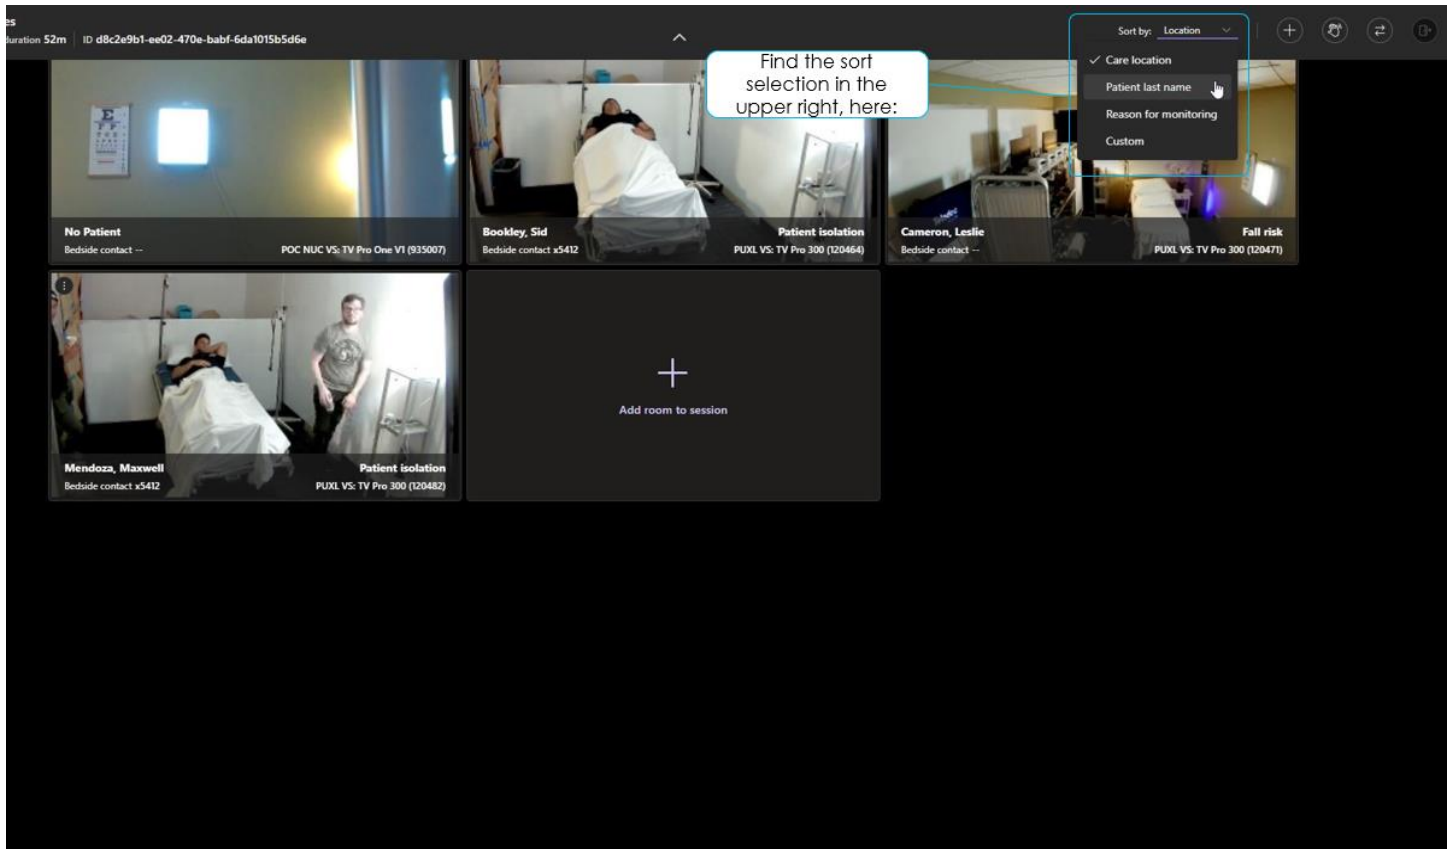 es
duration 52m
ID d8c2e9b1-ee02-470e-babf-6da1015b5d6e
Sort by: Location
Care location
Patient last name
Reason for monitoring
Custom
Find the sort
selection in the
upper right, here:
No Patient
Bedside contact --
POC NUC VS: TV Pro One V1 (935007)
Bookley, Sid
Patient isolation
Bedside contact x5412
PUXL VS: TV Pro 300 (120464)
Cameron, Leslie
Fall risk
Bedside contact --
PUXL VS: TV Pro 300 (120471)
Mendoza, Maxwell
Patient isolation
Bedside contact x5412
PUXL VS: TV Pro 300 (120482)
Add room to session